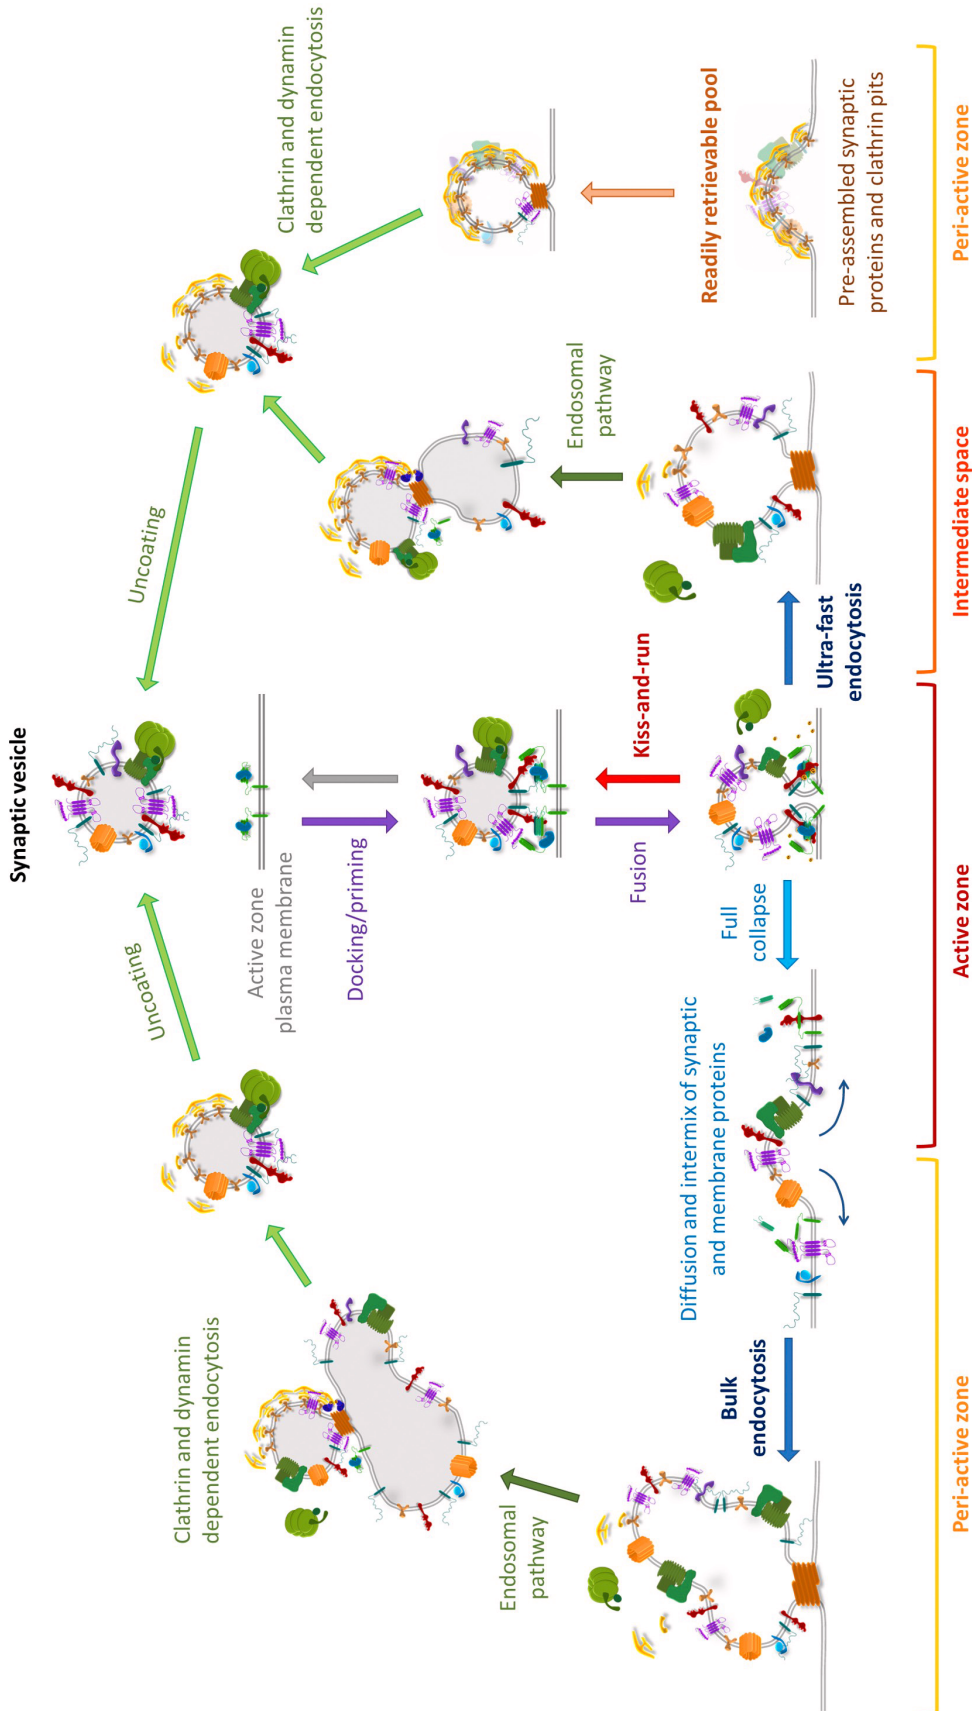 Synaptic vesicle
Clathrin and dynamin
dependent endocytosis
Uncoating
Uncoating
Clathrin and dynamin
dependent endocytosis
Active zone
plasma membrane
Docking/priming
Endosomal
pathway
Endosomal
pathway
Fusion
Kiss-and-run
Readily retrievable pool
Bulk
endocytosis
Diffusion and intermix of synaptic
and membrane proteins
Full
collapse
Ultra-fast
endocytosis
Pre-assembled synaptic
proteins and clathrin pits
Peri-active zone
Active zone
Intermediate space
Peri-active zone